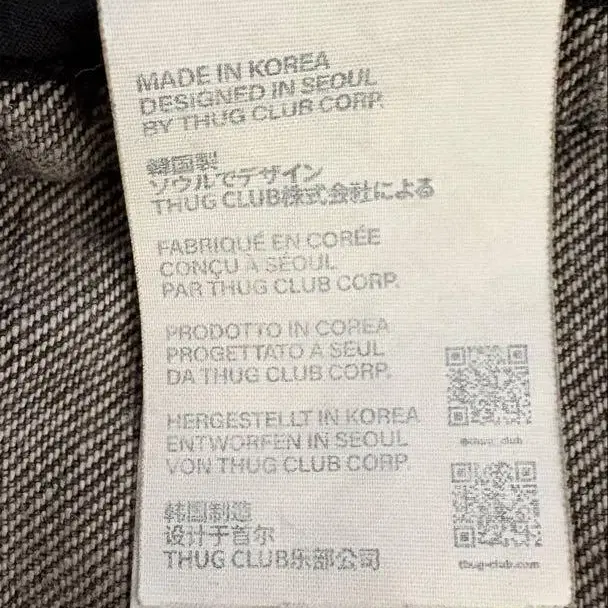 MADE IN KOREA
DESIGNED IN SEOUL
BY THUG CLUB CORP.
韓国製
ソウルでデザイン
THUG CLUB株式会社による
FABRIQUÉ EN CORÉE
CONÇU À SÉOUL
PAR THUG CLUB CORP.
PRODOTTO IN COREA
PROGETTATO A SEUL
DA THUG CLUB CORP.
HERGESTELLT IN KOREA
ENTWORFEN IN SEOUL
VON THUG CLUB CORP.
@thug_club
韩国制造
设计于首尔
THUG CLUB乐部公司
thug-club.com